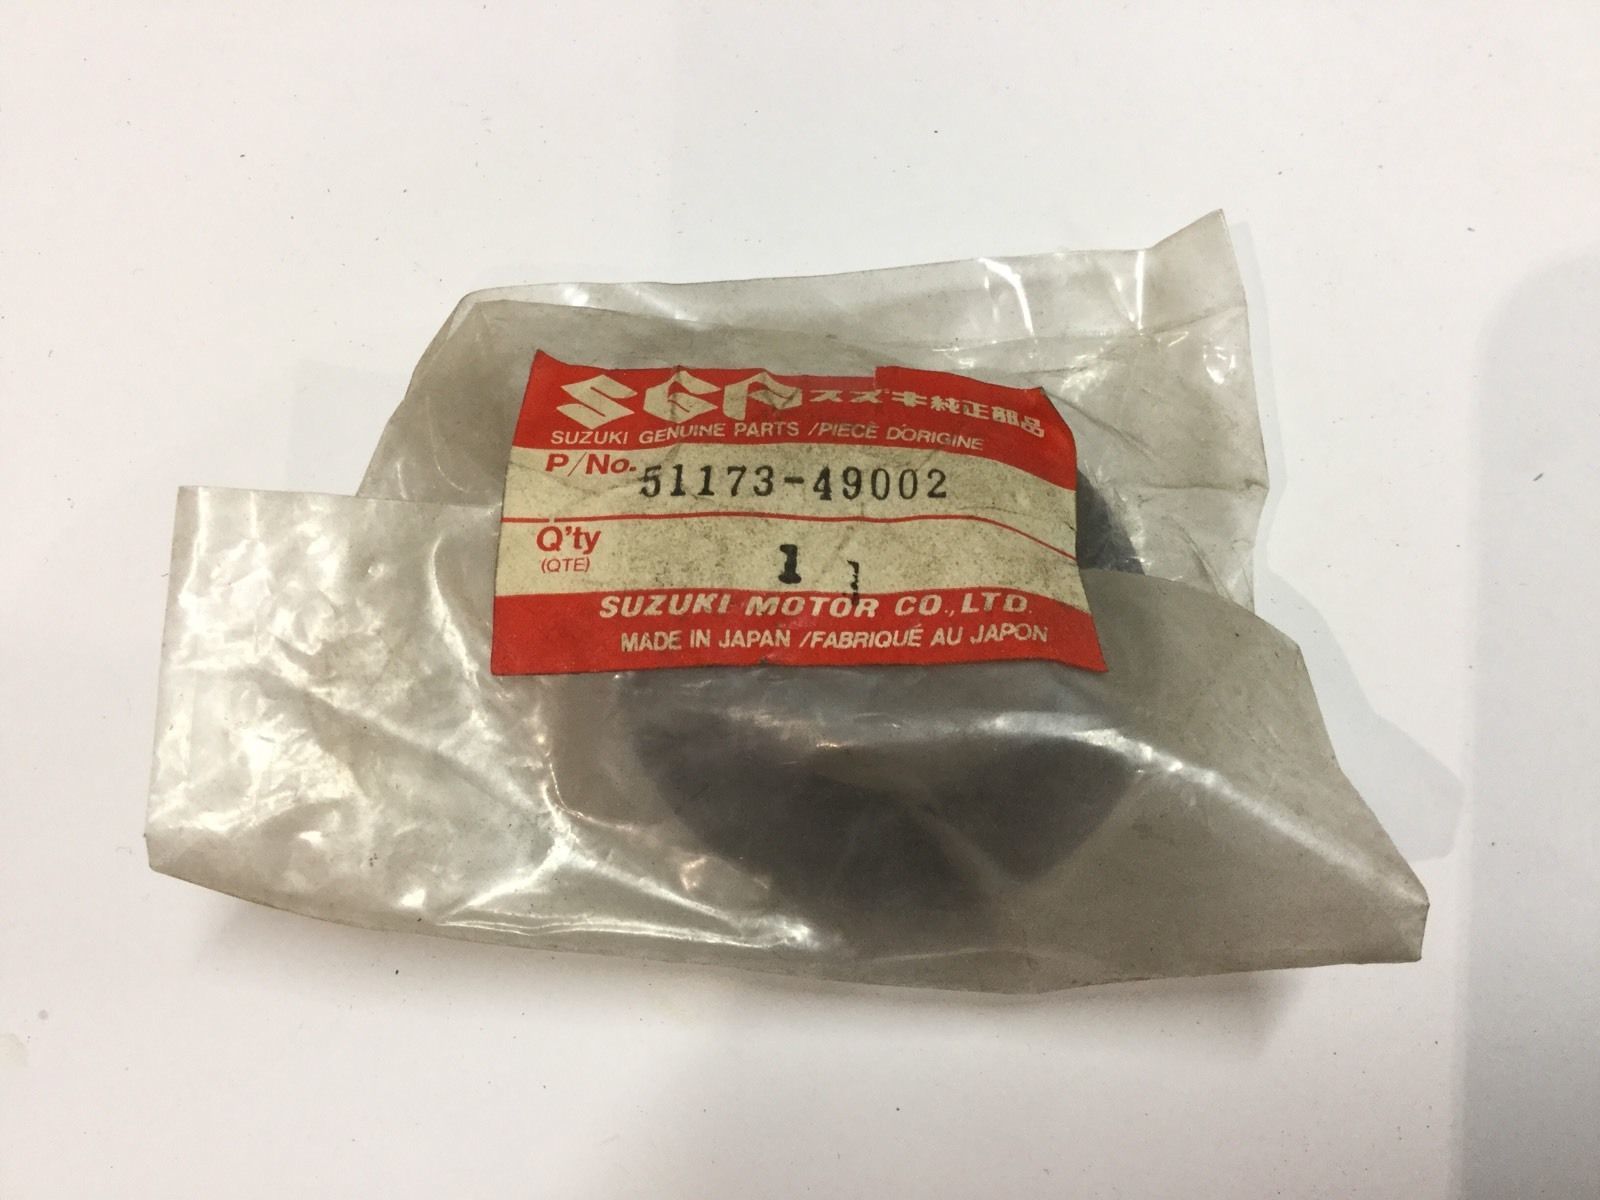 SGP スズキ純正部品
SUZUKI GENUINE PARTS /PIECE D'ORIGINE
P/No. 51173-49002
Q'ty 1
(QTE)
SUZUKI MOTOR CO., LTD.
MADE IN JAPAN /FABRIQUÉ AU JAPON